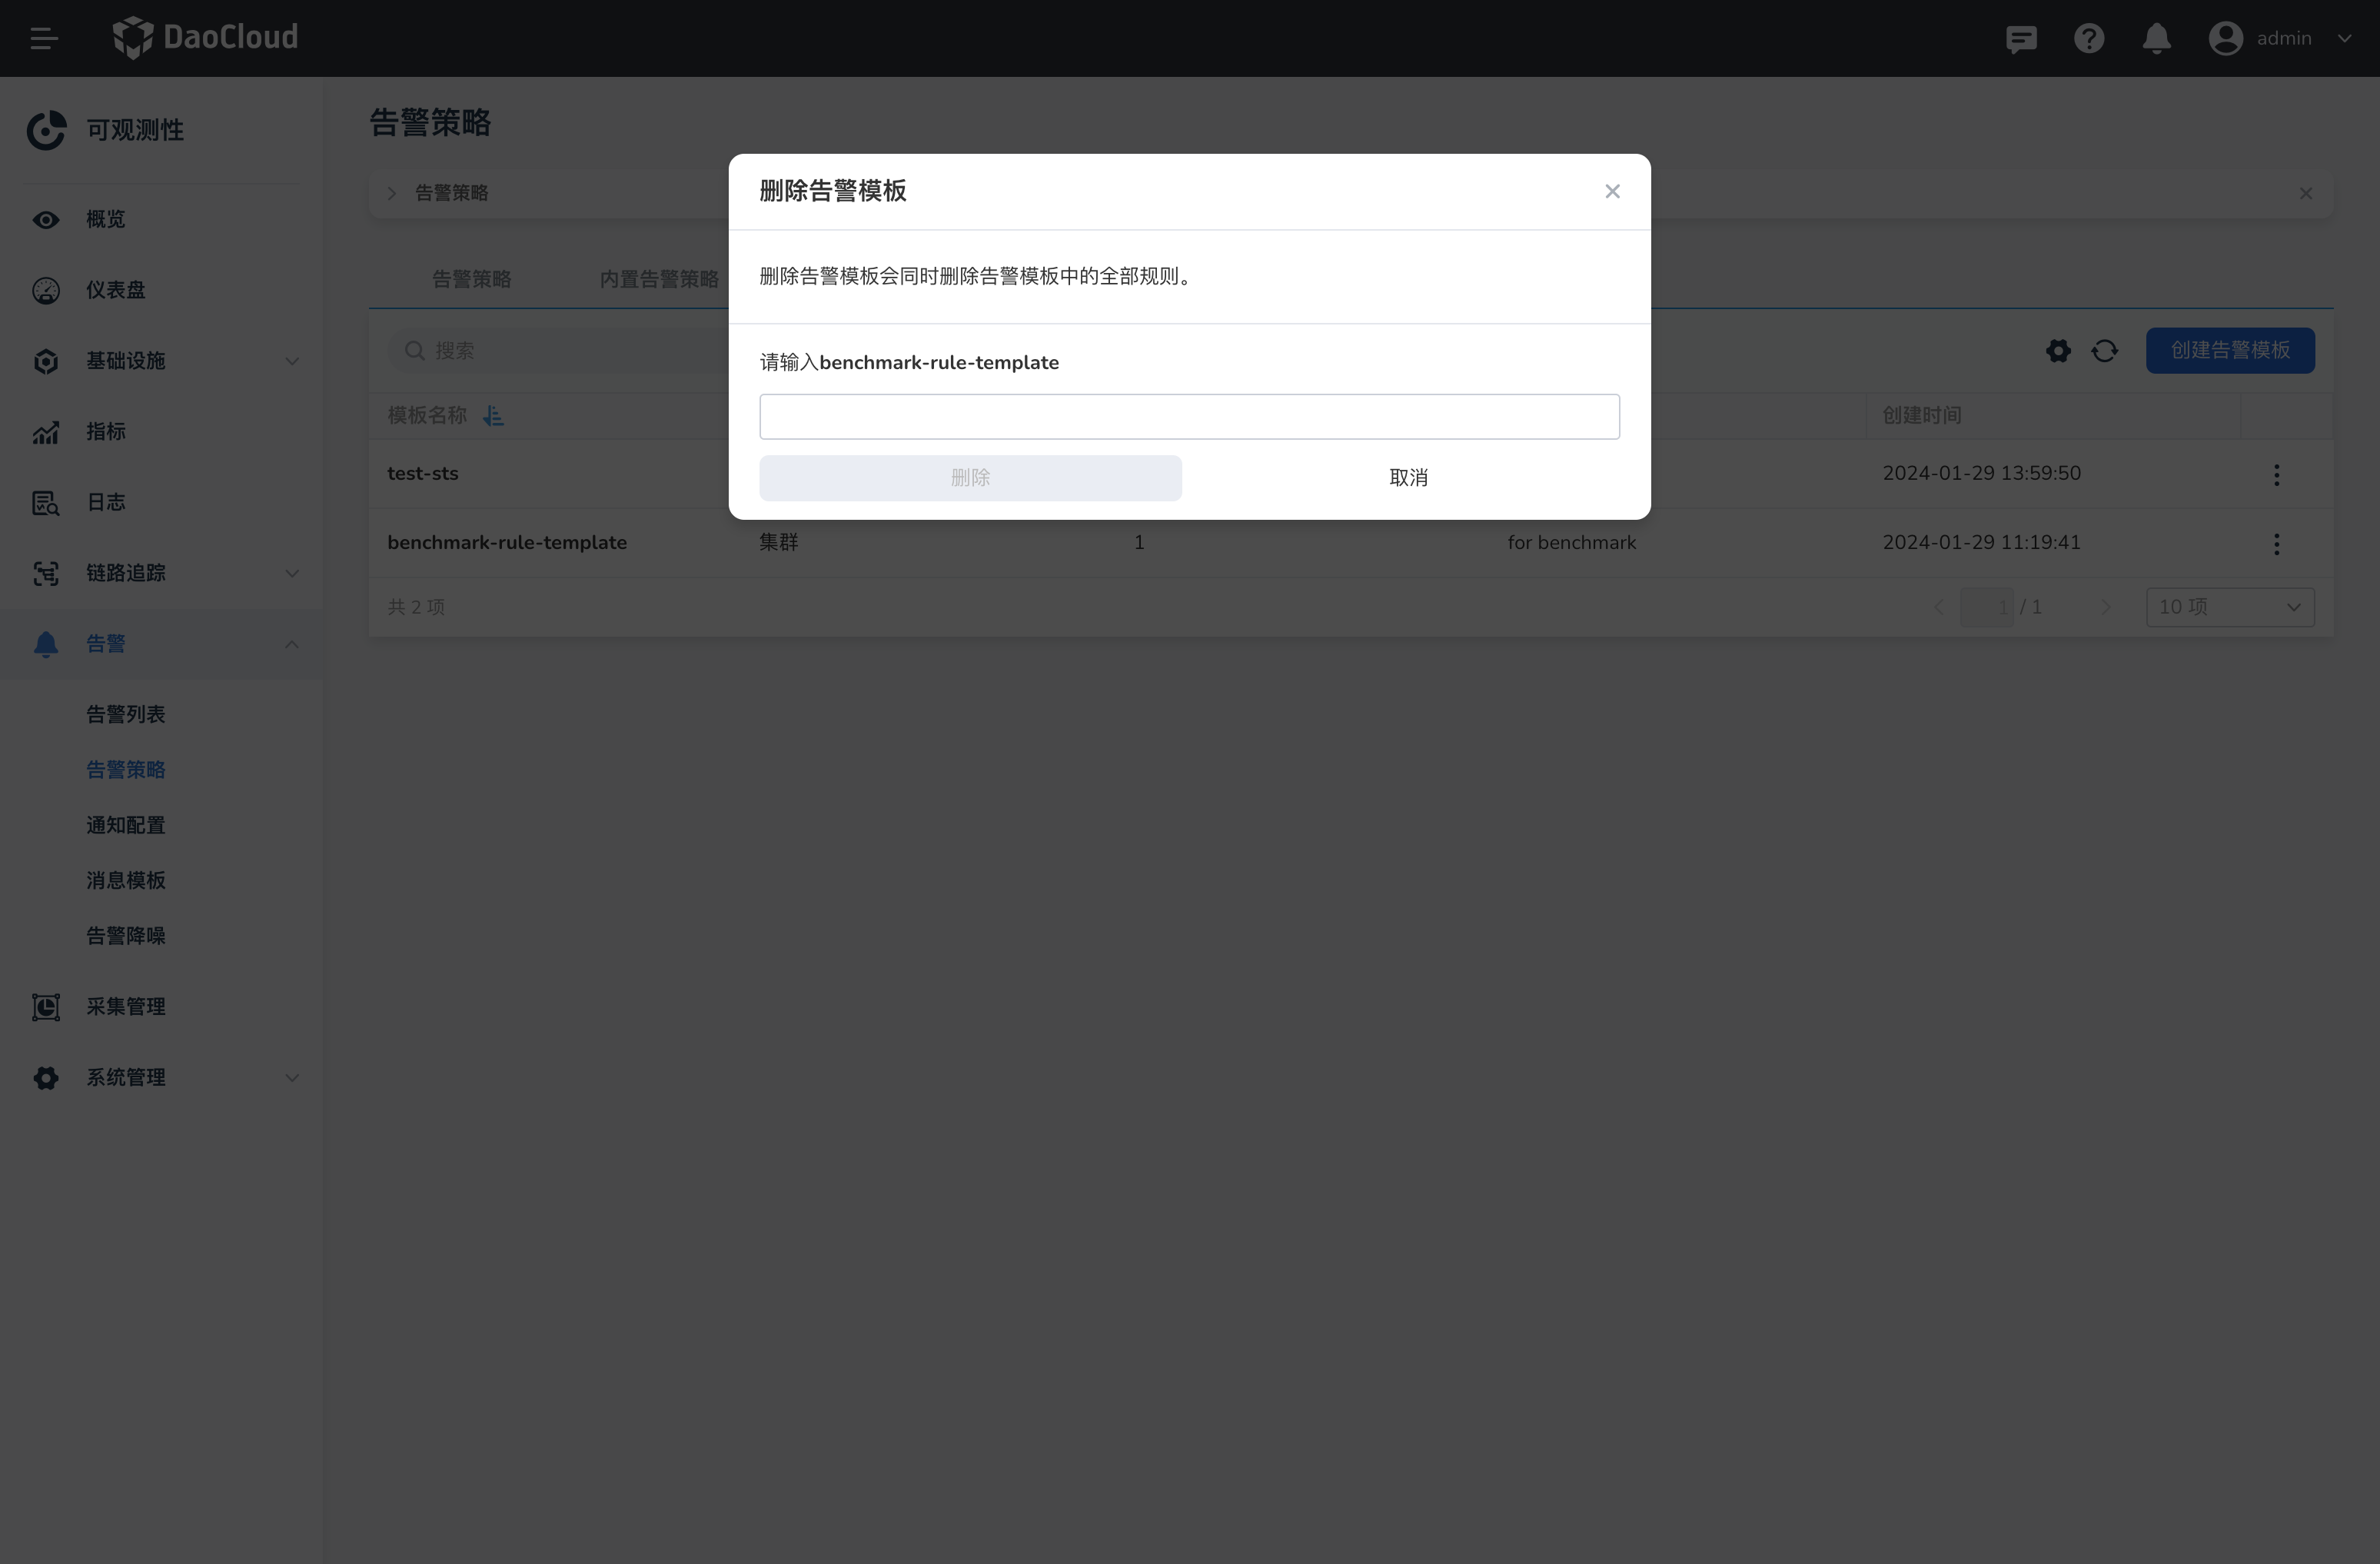 DaoCloud
admin
可观测性
概览
仪表盘
基础设施
指标
日志
链路追踪
告警
告警列表
告警策略
通知配置
消息模板
告警降噪
采集管理
系统管理
告警策略
告警策略
告警策略 内置告警策略
搜索 创建告警模板
模板名称 创建时间
test-sts 2024-01-29 13:59:50
benchmark-rule-template 集群 1 for benchmark 2024-01-29 11:19:41
共 2 项 1 / 1 10 项
删除告警模板
删除告警模板会同时删除告警模板中的全部规则。
请输入benchmark-rule-template
删除 取消